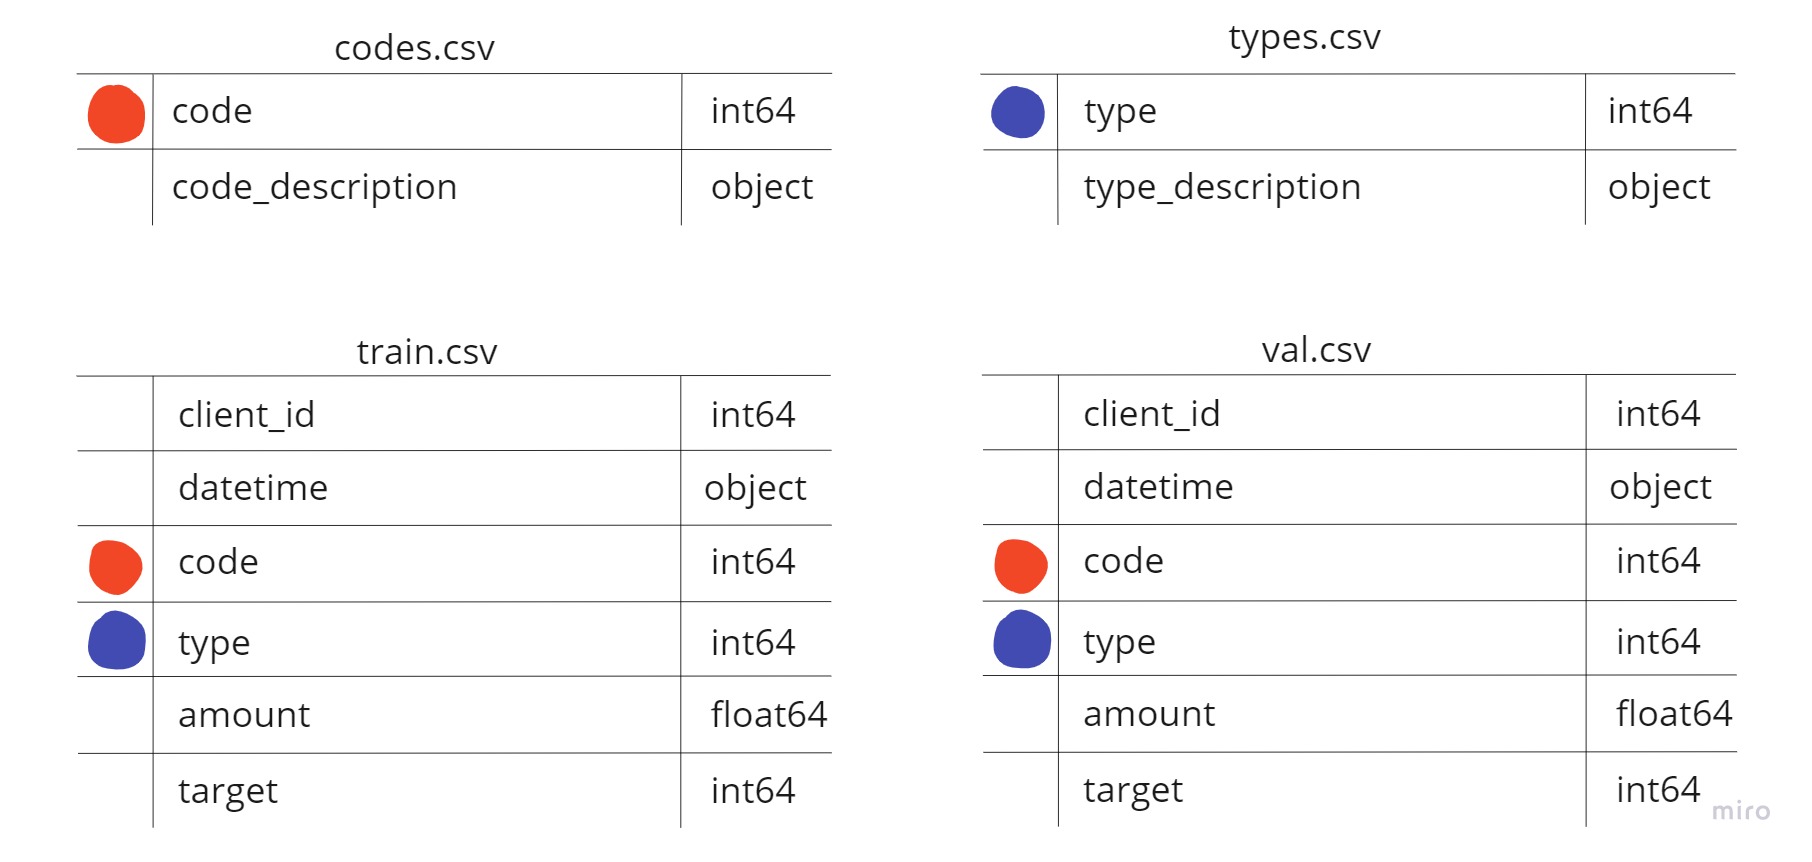 codes.csv
code int64
code_description object
types.csv
type int64
type_description object
train.csv
client_id int64
datetime object
code int64
type int64
amount float64
target int64
val.csv
client_id int64
datetime object
code int64
type int64
amount float64
target int64
miro